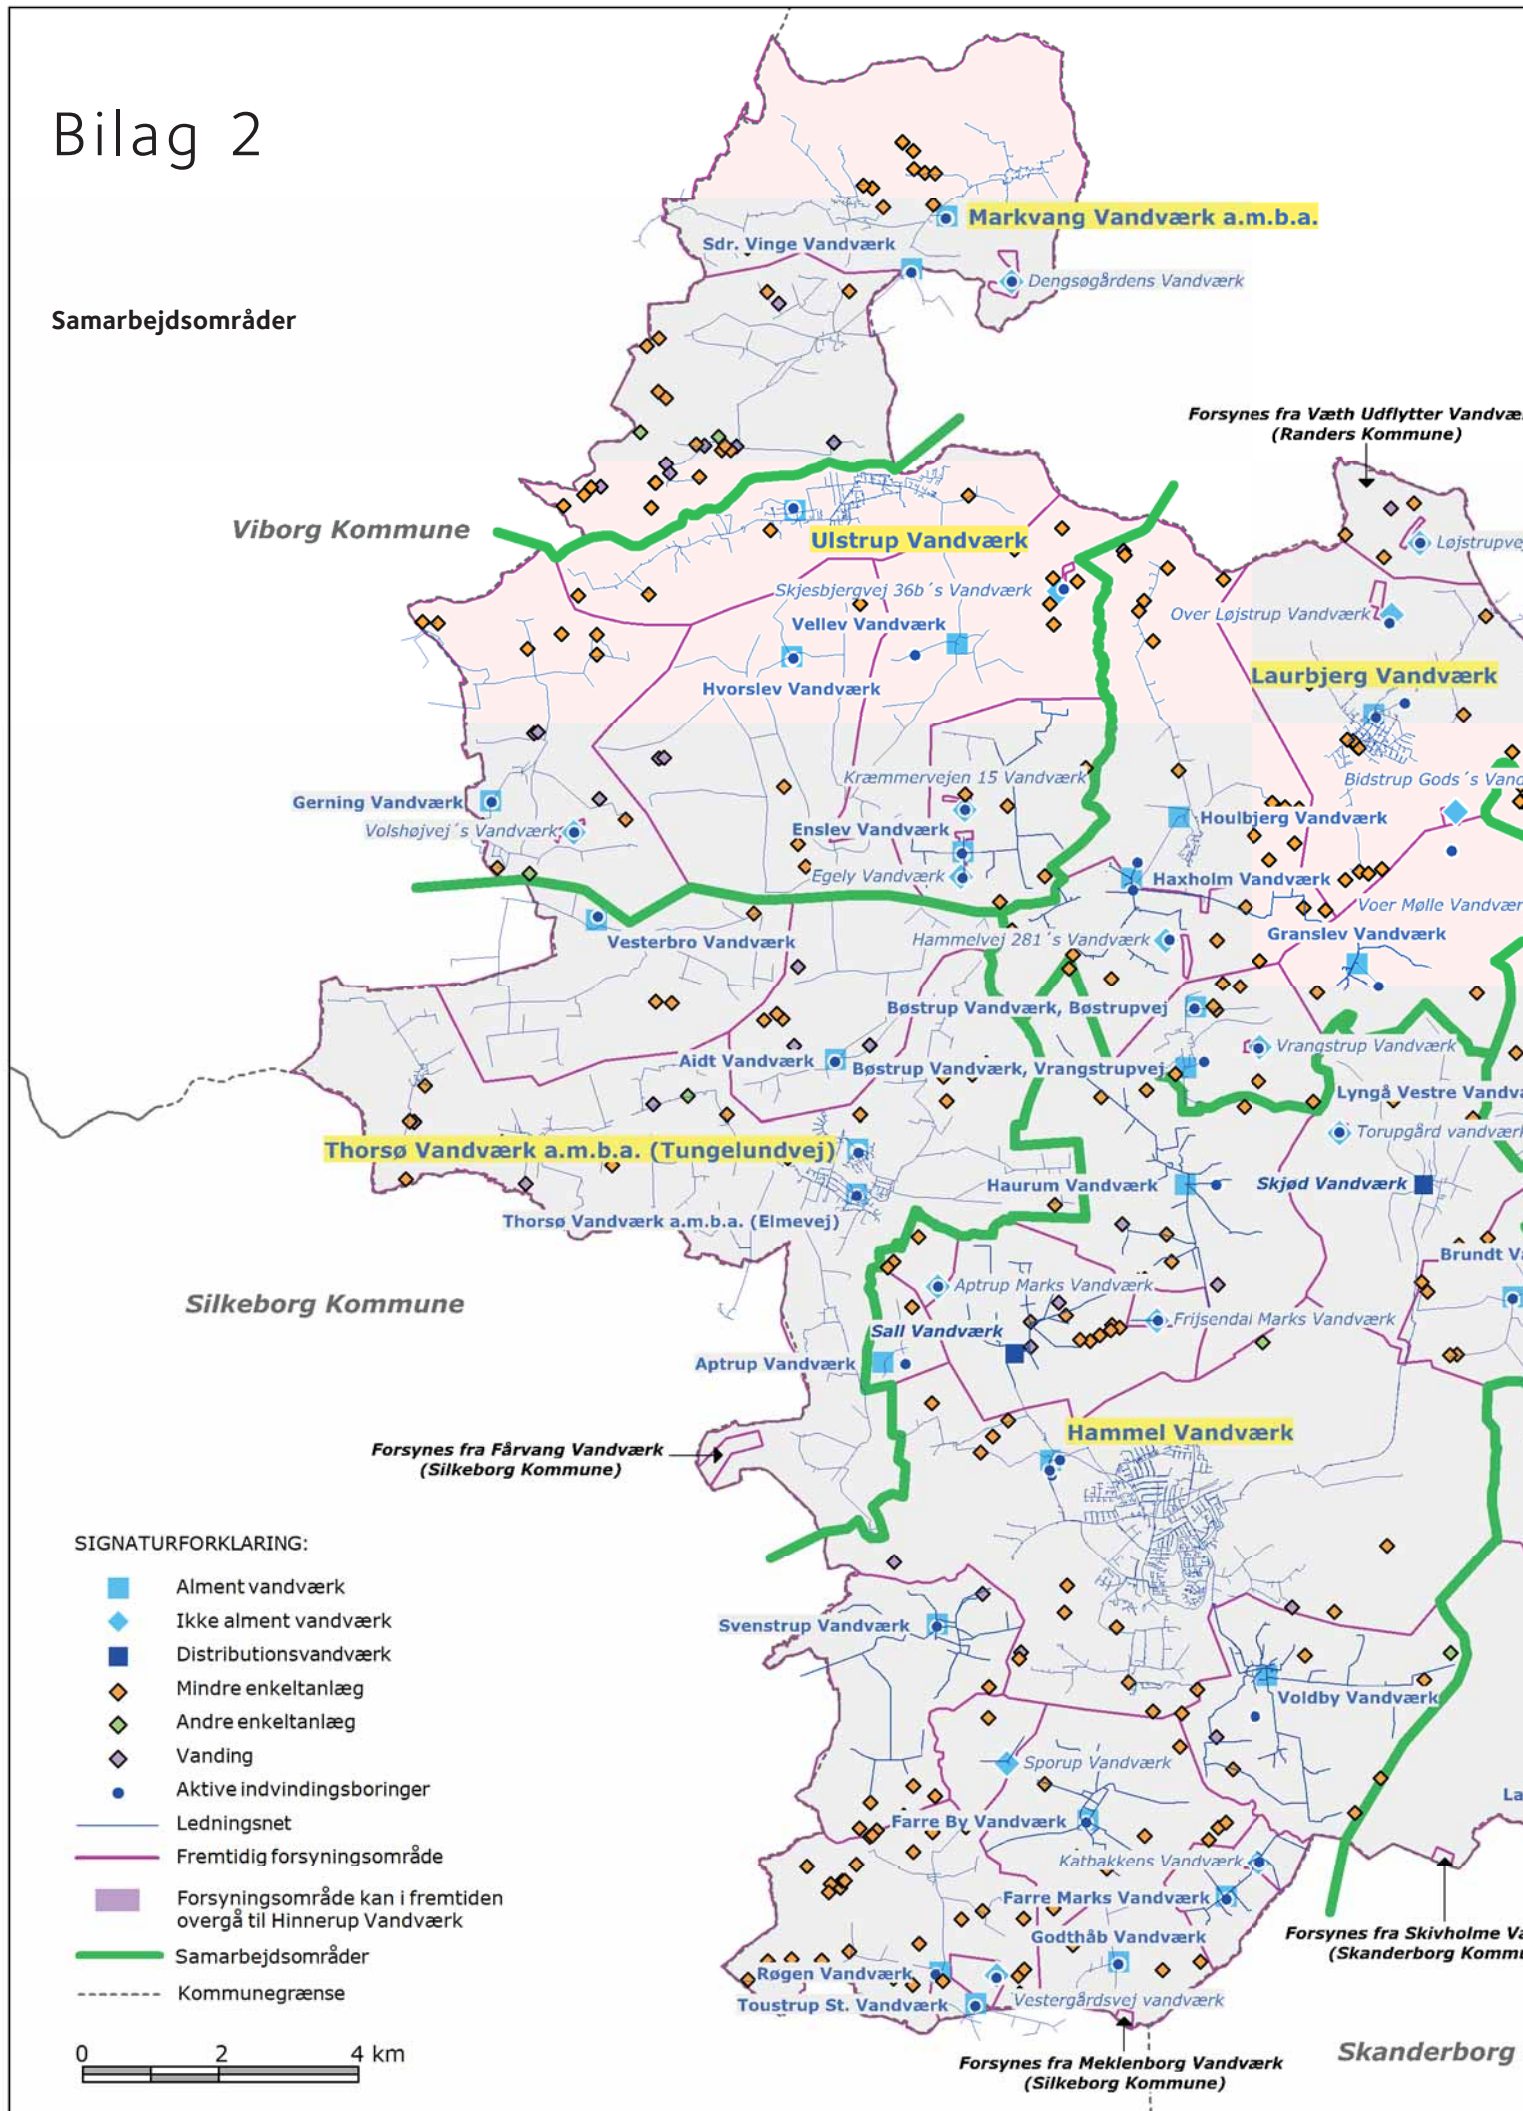 Bilag 2
Samarbejdsområder
Markvang Vandværk a.m.b.a.
Sdr. Vinge Vandværk
Dengsøgårdens Vandværk
Forsynes fra Væth Udflytter
(Randers Kommune)
Viborg Kommune
Ulstrup Vandværk
Skjesbjergvej 36b´s Vandværk
Over Løjstrup Vandværk
Vellev Vandværk
Hvorslev Vandværk
Laurbjerg Vandværk
Kræmmervejen 15 Vandværk
Bidstrup Gods´s
Gerning Vandværk
Volshøjvej´s Vandværk
Enslev Vandværk
Houlbjerg Vandværk
Egely Vandværk
Haxholm Vandværk
Voer Mølle
Vesterbro Vandværk
Hammelvej 281´s Vandværk
Granslev Vandværk
Bøstrup Vandværk, Bøstrupvej
Vrangstrup Vandværk
Aidt Vandværk
Bøstrup Vandværk, Vrangstrupvej
Lyngå Vestre
Torupgård vandværk
Thorsø Vandværk a.m.b.a. (Tungelundvej)
Haurum Vandværk
Skjød Vandværk
Thorsø Vandværk a.m.b.a. (Elmevej)
Brundt
Silkeborg Kommune
Aptrup Marks Vandværk
Frijsendal Marks Vandværk
Sall Vandværk
Aptrup Vandværk
Hammel Vandværk
Forsynes fra Fårvang Vandværk
(Silkeborg Kommune)
SIGNATURFORKLARING:
Alment vandværk
Ikke alment vandværk
Distributionsvandværk
Mindre enkeltanlæg
Andre enkeltanlæg
Vanding
Aktive indvindingsboringer
Ledningsnet
Fremtidig forsyningsområde
Forsyningsområde kan i fremtiden
overgå til Hinnerup Vandværk
Samarbejdsområder
Kommunegrænse
0 2 4 km
Svenstrup Vandværk
Voldby Vandværk
Sporup Vandværk
Farre By Vandværk
Katbakkens Vandværk
Farre Marks Vandværk
Godthåb Vandværk
Forsynes fra Skivholme
(Skanderborg
Røgen Vandværk
Toustrup St. Vandværk
Vestergårdsvej vandværk
Forsynes fra Meklenborg Vandværk
(Silkeborg Kommune)
Skanderborg